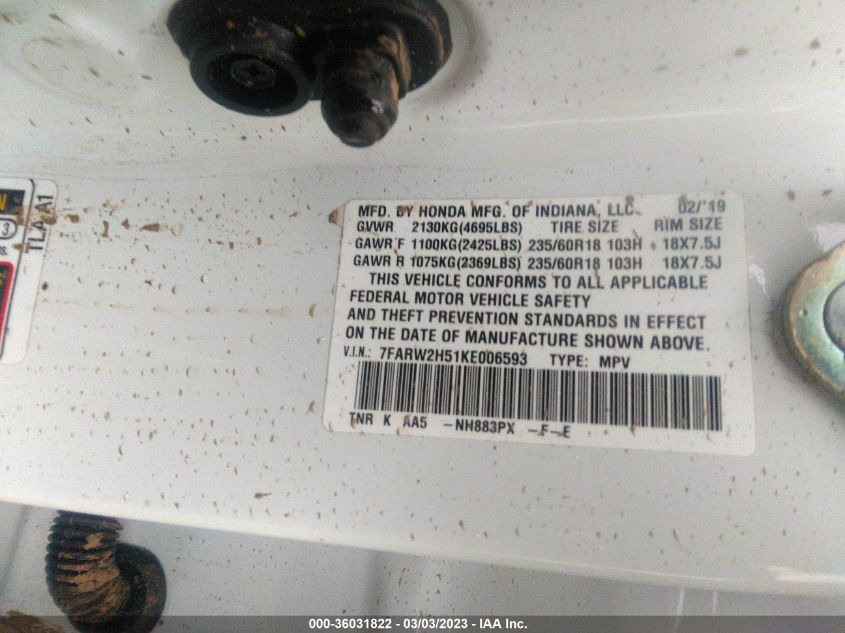 MFD. BY HONDA MFG. OF INDIANA, LLC 02/'19
GVWR 2130KG(4695LBS) TIRE SIZE RIM SIZE
GAWR F 1100KG(2425LBS) 235/60R18 103H 18X7.5J
GAWR R 1075KG(2369LBS) 235/60R18 103H 18X7.5J
THIS VEHICLE CONFORMS TO ALL APPLICABLE
FEDERAL MOTOR VEHICLE SAFETY
AND THEFT PREVENTION STANDARDS IN EFFECT
ON THE DATE OF MANUFACTURE SHOWN ABOVE.
V.I.N.: 7FARW2H51KE006593 TYPE: MPV
TNR K AA5 -NH883PX -F-E
3
000-36031822 - 03/03/2023 - IAA Inc.